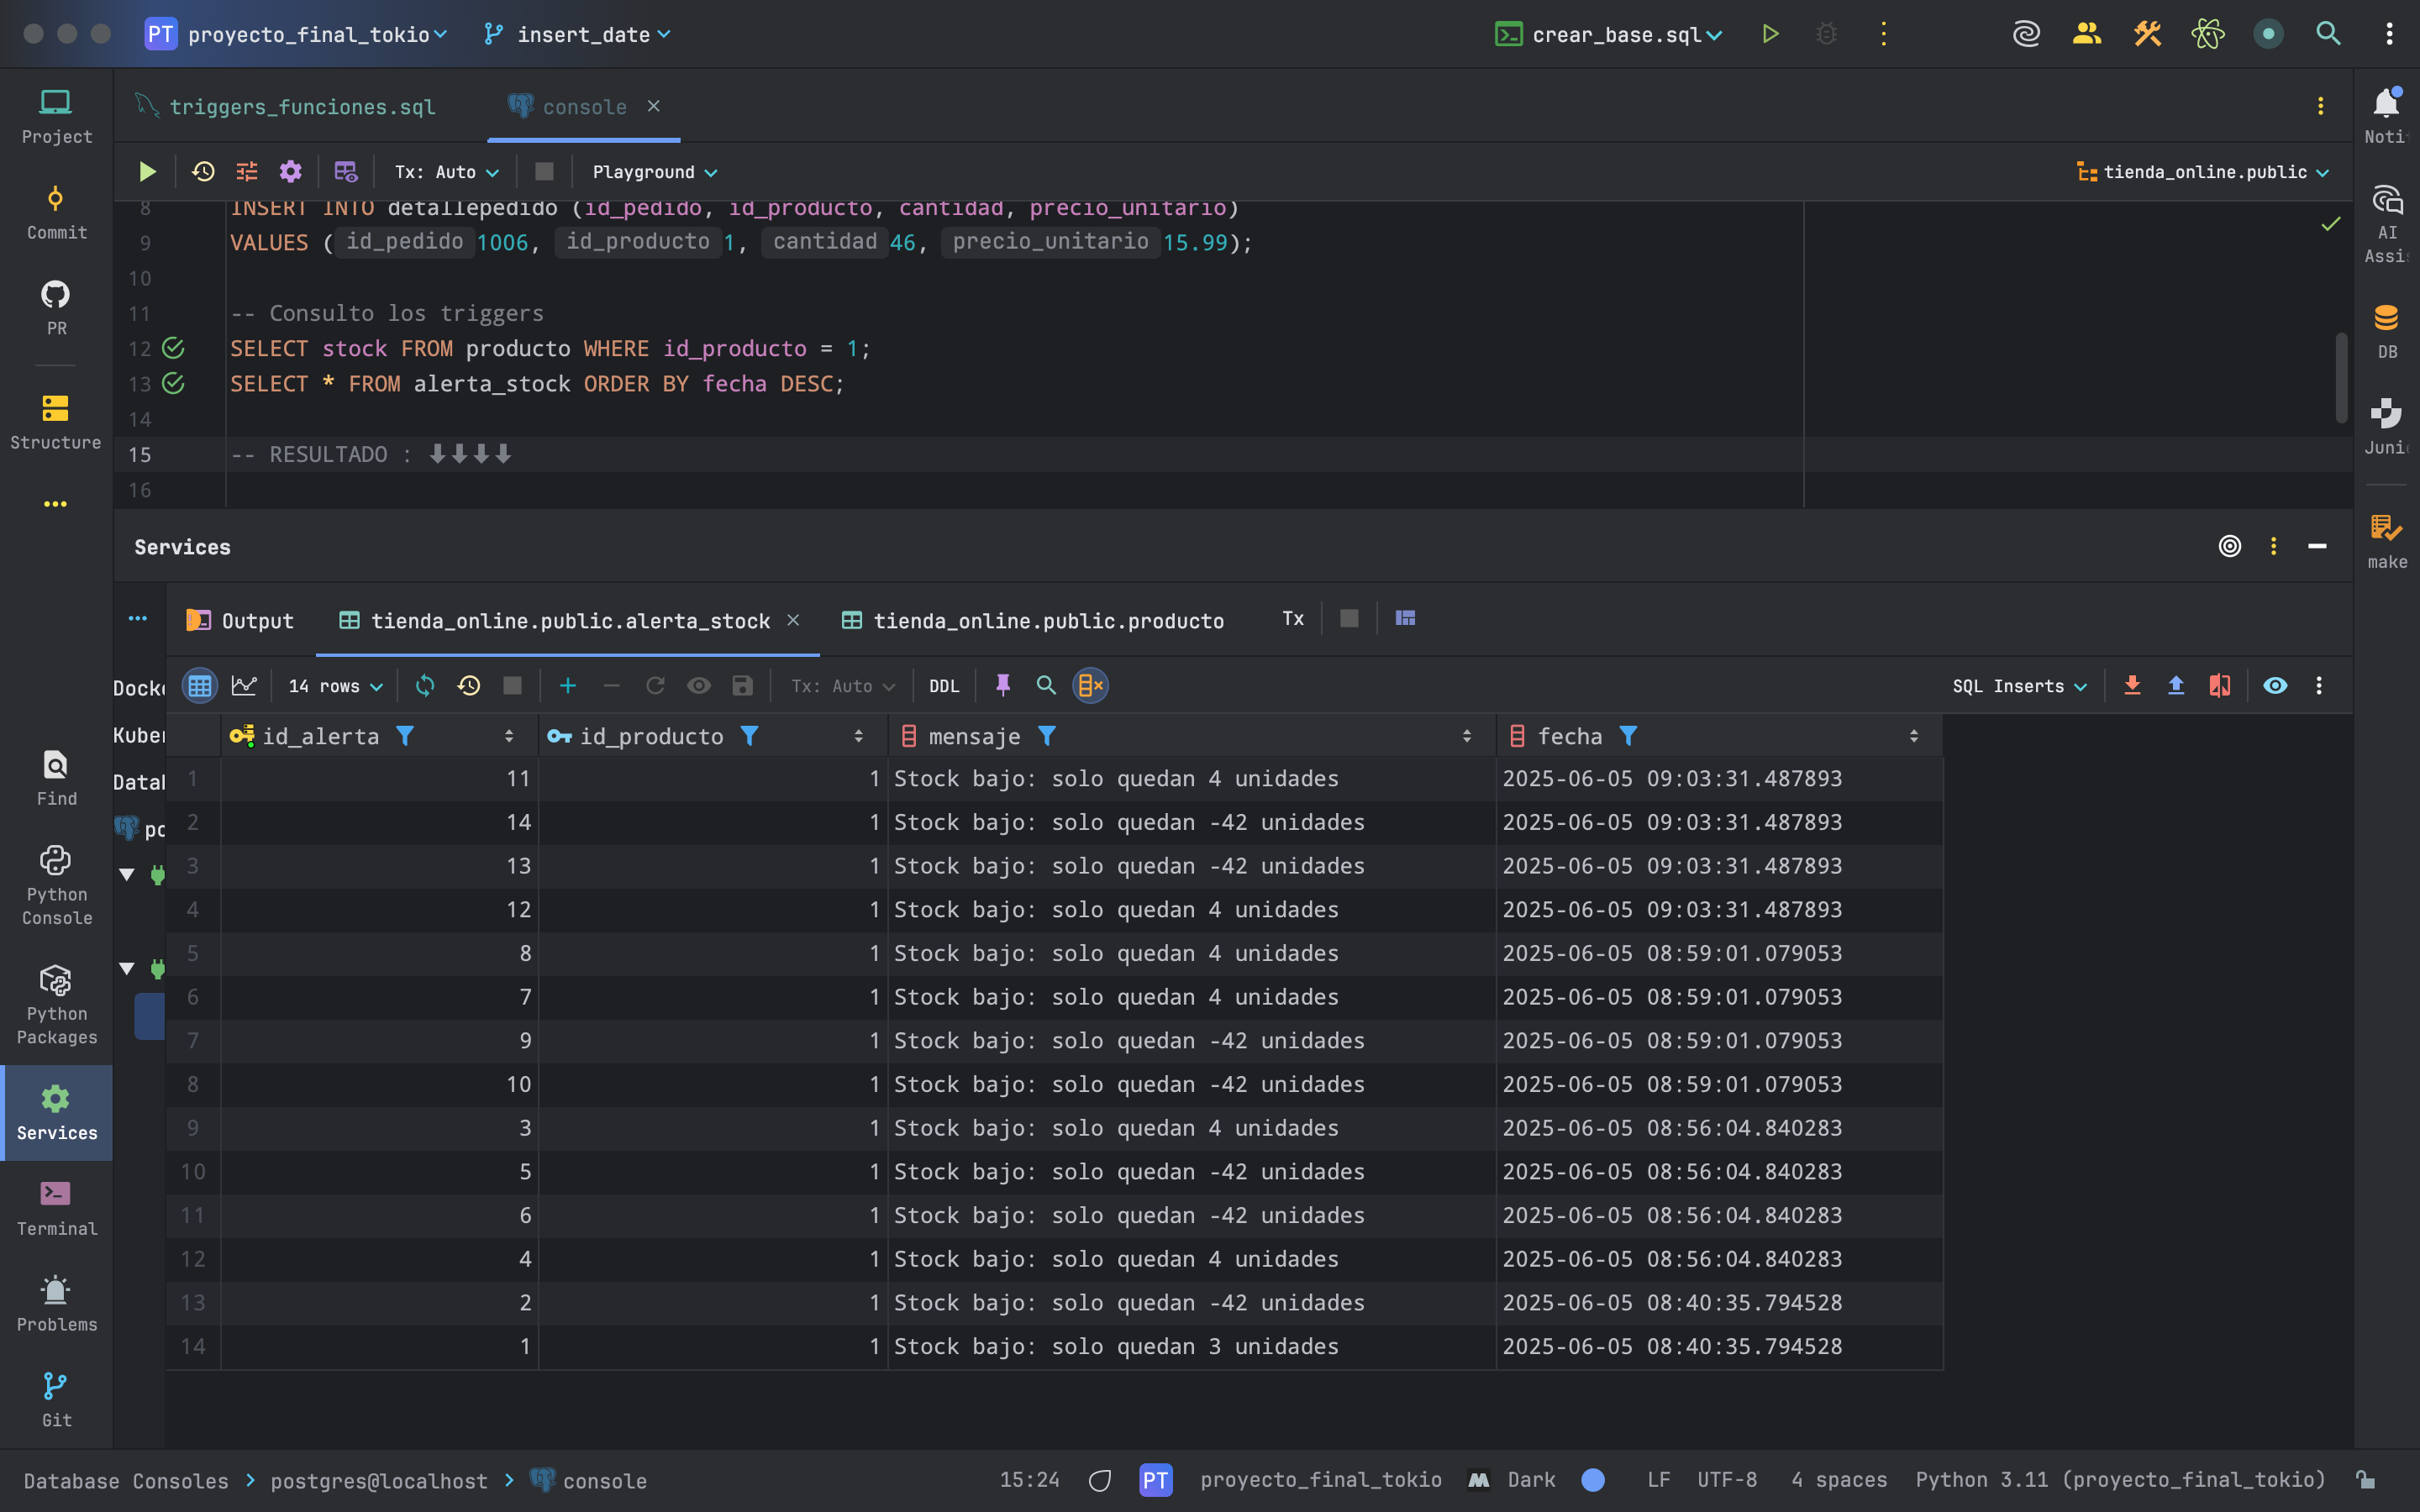 PT proyecto_final_tokio insert_date crear_base.sql
triggers_funciones.sql console
Tx: Auto Playground tienda_online.public
8 INSERT INTO detallepedido (id_pedido, id_producto, cantidad, precio_unitario)
9 VALUES ( id_pedido 1006, id_producto 1, cantidad 46, precio_unitario 15.99);
10
11 -- Consulto los triggers
12 SELECT stock FROM producto WHERE id_producto = 1;
13 SELECT * FROM alerta_stock ORDER BY fecha DESC;
14
15 -- RESULTADO : ⬇⬇⬇⬇
16
Project
Commit
PR
Structure
Find
Python
Console
Python
Packages
Services
Terminal
Problems
Git
Noti
AI
Assi
DB
Juni
make
Services
Output tienda_online.public.alerta_stock tienda_online.public.producto Tx
14 rows Tx: Auto DDL SQL Inserts
Docke
Kuber
Datab
po
id_alerta id_producto mensaje fecha
1 11 1 Stock bajo: solo quedan 4 unidades 2025-06-05 09:03:31.487893
2 14 1 Stock bajo: solo quedan -42 unidades 2025-06-05 09:03:31.487893
3 13 1 Stock bajo: solo quedan -42 unidades 2025-06-05 09:03:31.487893
4 12 1 Stock bajo: solo quedan 4 unidades 2025-06-05 09:03:31.487893
5 8 1 Stock bajo: solo quedan 4 unidades 2025-06-05 08:59:01.079053
6 7 1 Stock bajo: solo quedan 4 unidades 2025-06-05 08:59:01.079053
7 9 1 Stock bajo: solo quedan -42 unidades 2025-06-05 08:59:01.079053
8 10 1 Stock bajo: solo quedan -42 unidades 2025-06-05 08:59:01.079053
9 3 1 Stock bajo: solo quedan 4 unidades 2025-06-05 08:56:04.840283
10 5 1 Stock bajo: solo quedan -42 unidades 2025-06-05 08:56:04.840283
11 6 1 Stock bajo: solo quedan -42 unidades 2025-06-05 08:56:04.840283
12 4 1 Stock bajo: solo quedan 4 unidades 2025-06-05 08:56:04.840283
13 2 1 Stock bajo: solo quedan -42 unidades 2025-06-05 08:40:35.794528
14 1 1 Stock bajo: solo quedan 3 unidades 2025-06-05 08:40:35.794528
Database Consoles > postgres@localhost > console 15:24 PT proyecto_final_tokio Dark LF UTF-8 4 spaces Python 3.11 (proyecto_final_tokio)